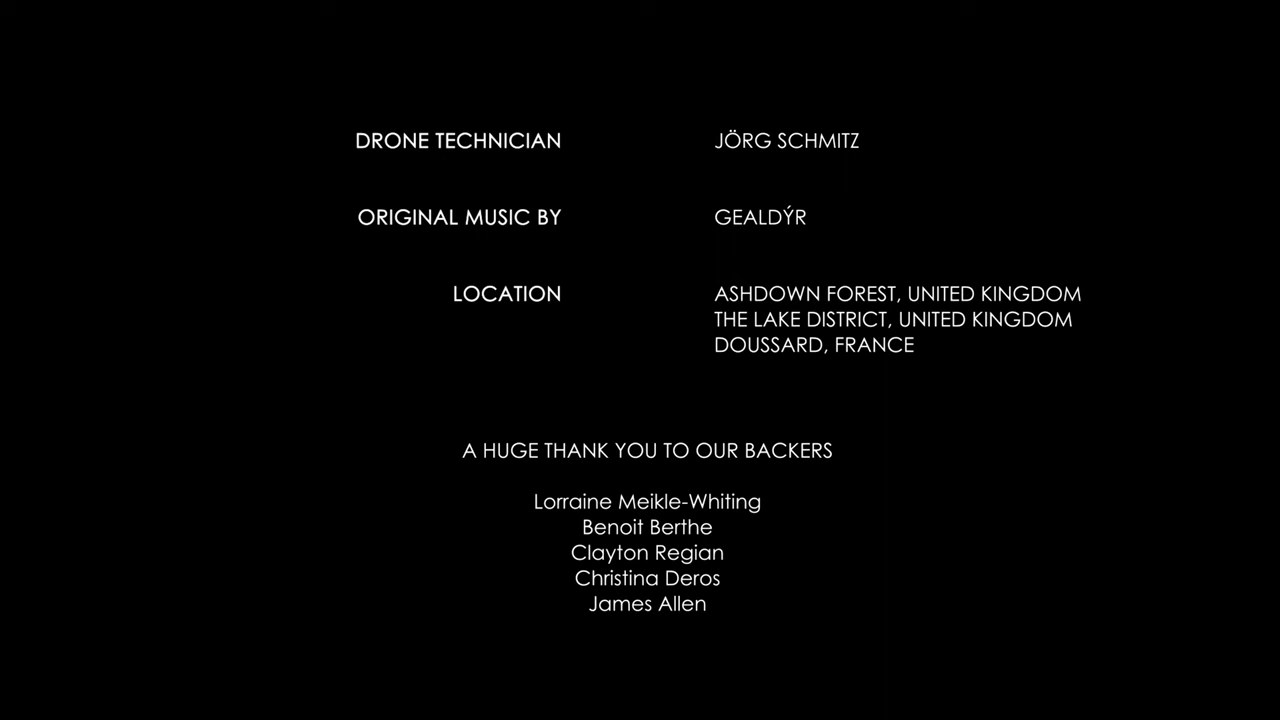 DRONE TECHNICIAN JÖRG SCHMITZ
ORIGINAL MUSIC BY GEALDÝR
LOCATION ASHDOWN FOREST, UNITED KINGDOM
THE LAKE DISTRICT, UNITED KINGDOM
DOUSSARD, FRANCE
A HUGE THANK YOU TO OUR BACKERS
Lorraine Meikle-Whiting
Benoit Berthe
Clayton Regian
Christina Deros
James Allen